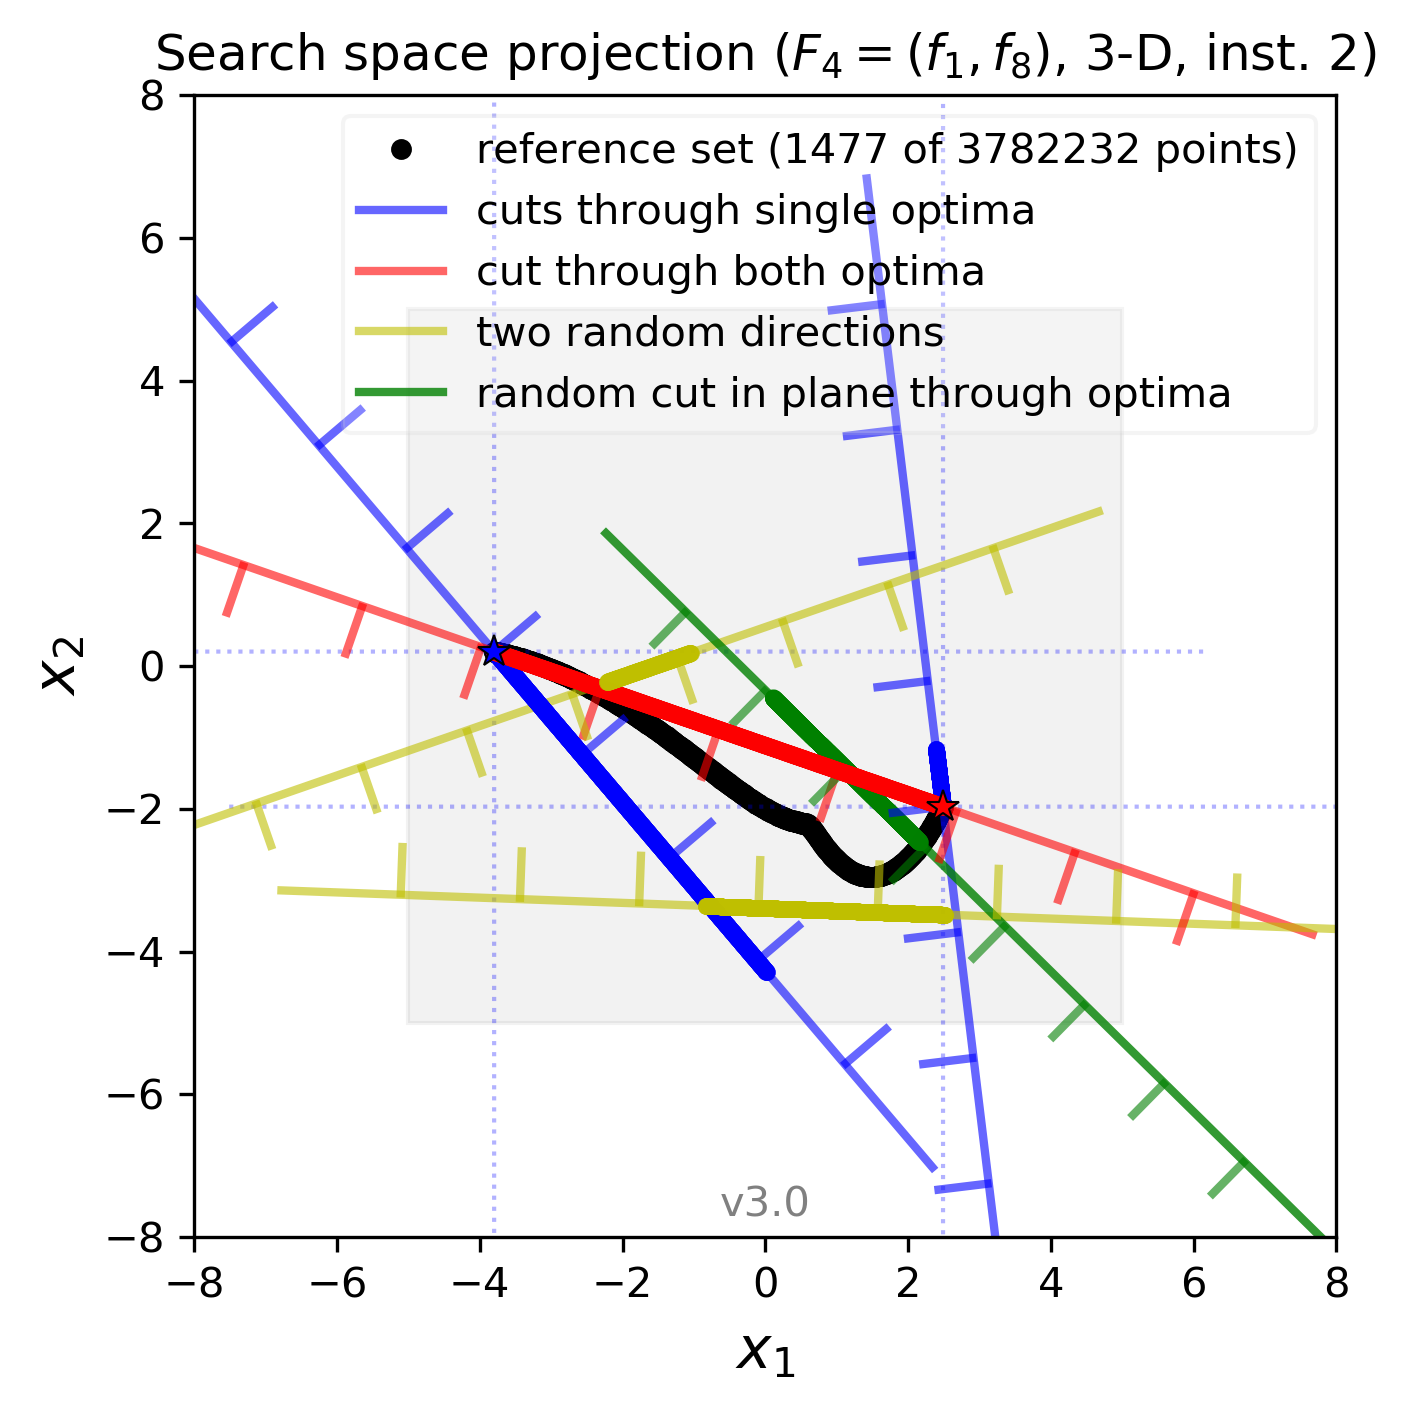 Search space projection (F₄ = (f₁, f₈), 3-D, inst. 2)
reference set (1477 of 3782232 points)
cuts through single optima
cut through both optima
two random directions
random cut in plane through optima
8
6
4
2
0
−2
−4
−6
−8
x₂
v3.0
−8 −6 −4 −2 0 2 4 6 8
x₁